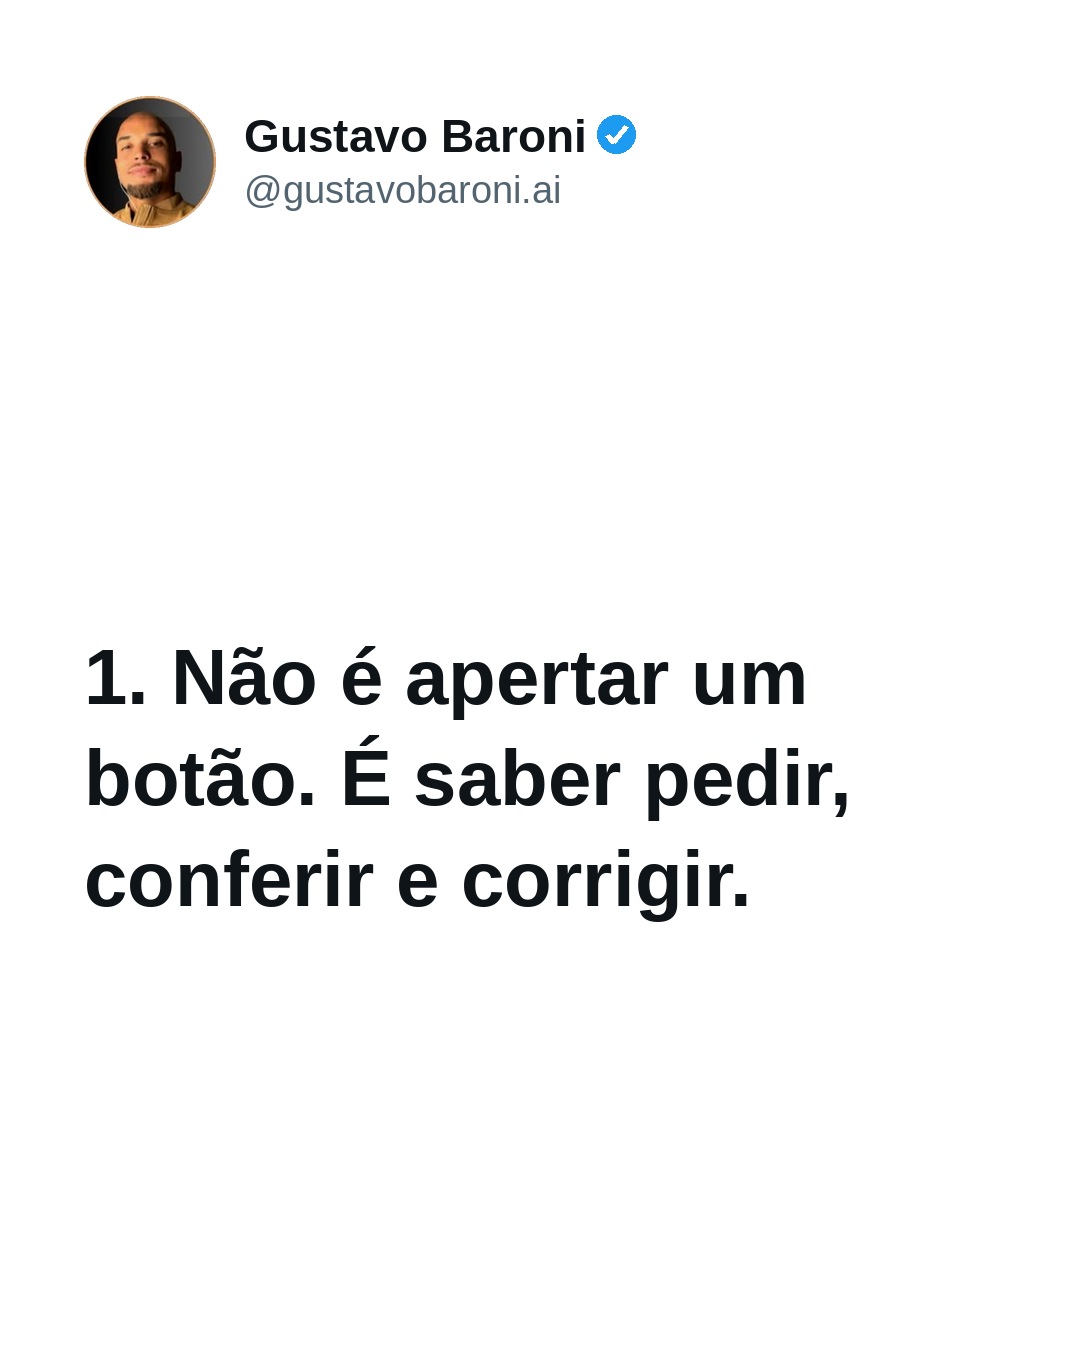 Gustavo Baroni
@gustavobaroni.ai
1. Não é apertar um
botão. É saber pedir,
conferir e corrigir.